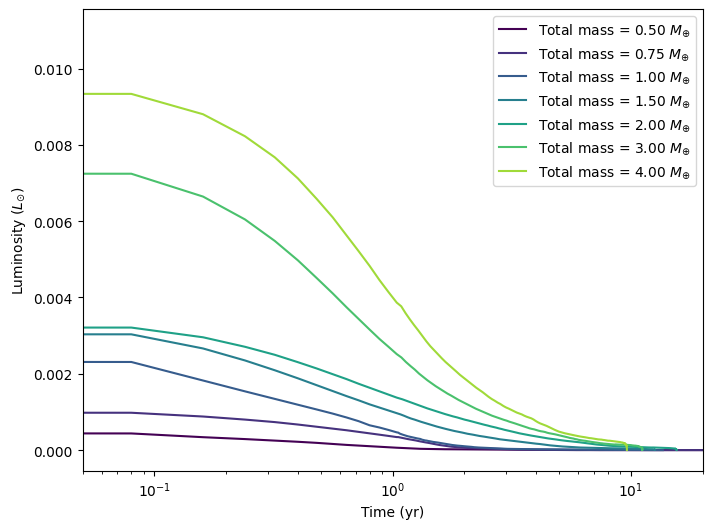 Total mass = 0.50 M⊕
Total mass = 0.75 M⊕
Total mass = 1.00 M⊕
Total mass = 1.50 M⊕
Total mass = 2.00 M⊕
Total mass = 3.00 M⊕
Total mass = 4.00 M⊕
Luminosity (L⊙)
0.010
0.008
0.006
0.004
0.002
0.000
10⁻¹
10⁰
10¹
Time (yr)